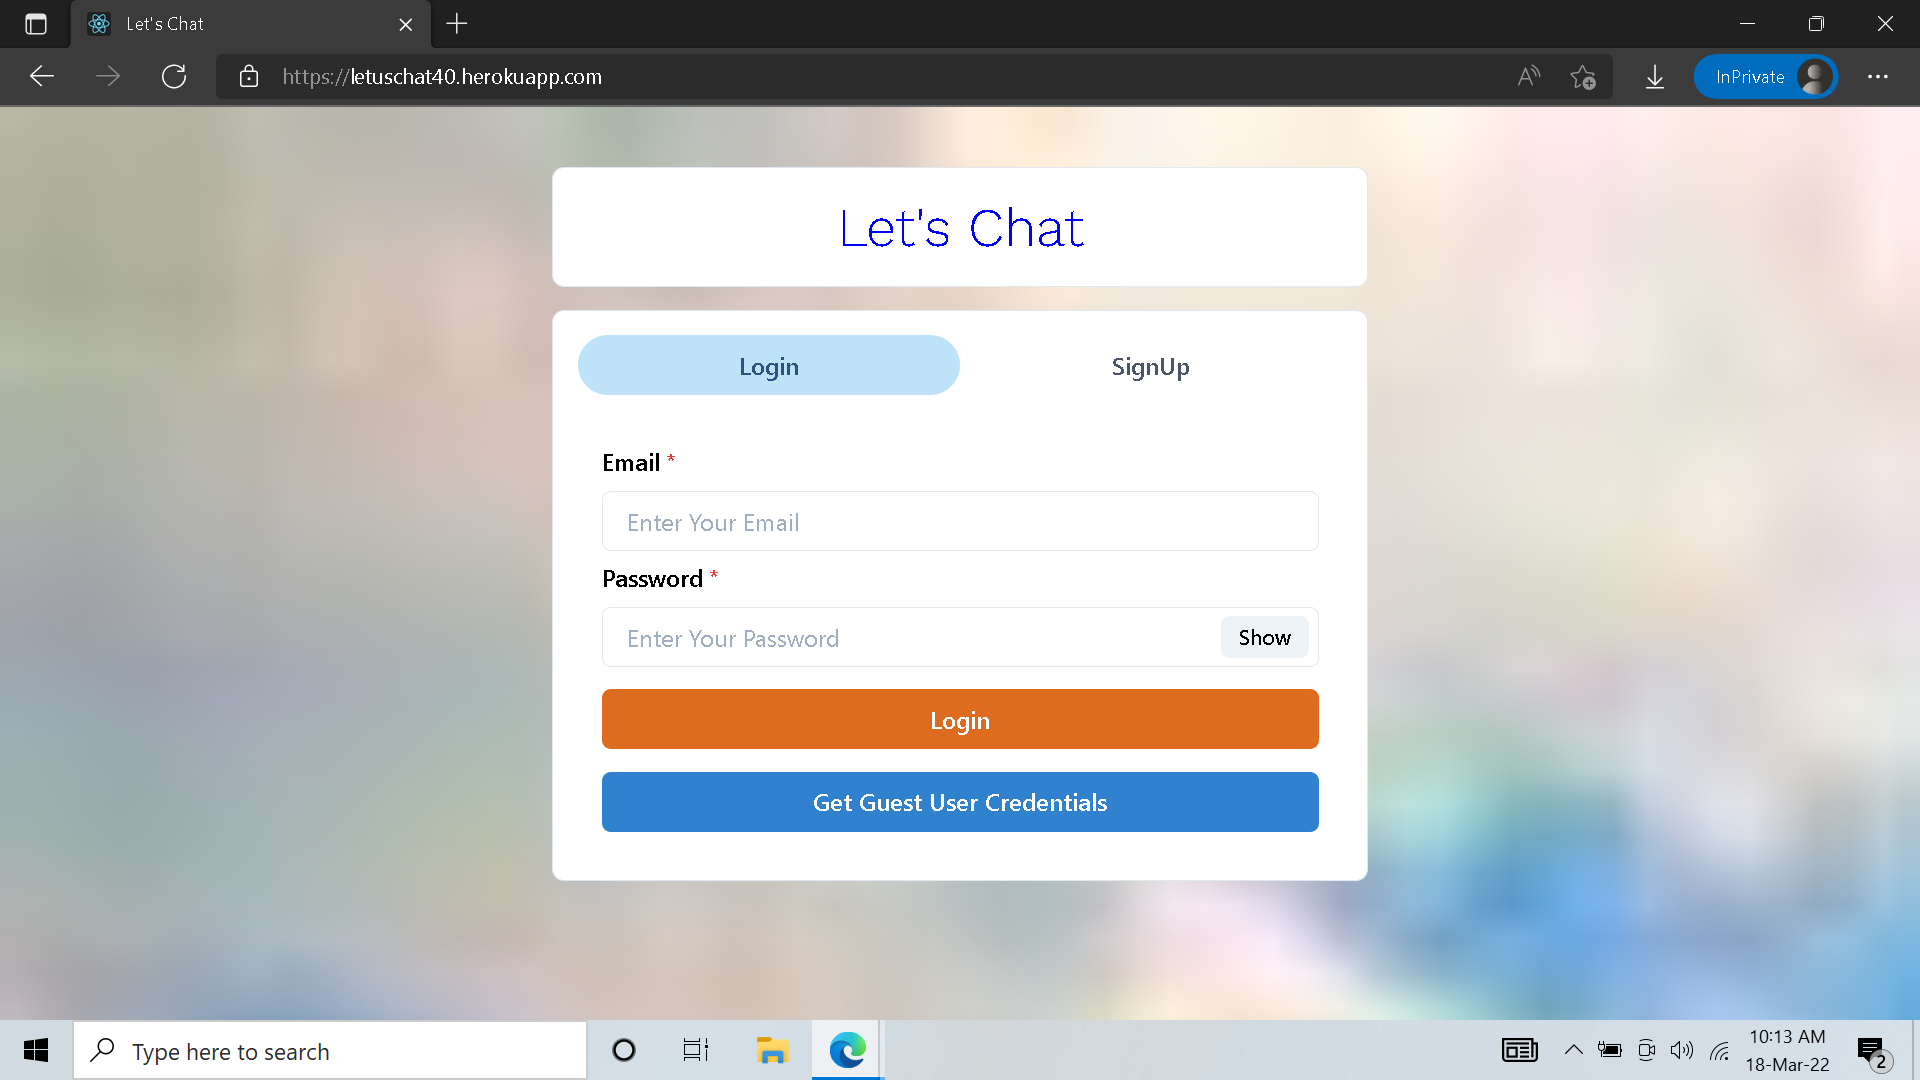 Let's Chat
https://letuschat40.herokuapp.com
InPrivate
Let's Chat
Login
SignUp
Email *
Enter Your Email
Password *
Enter Your Password
Show
Login
Get Guest User Credentials
Type here to search
10:13 AM
18-Mar-22
2